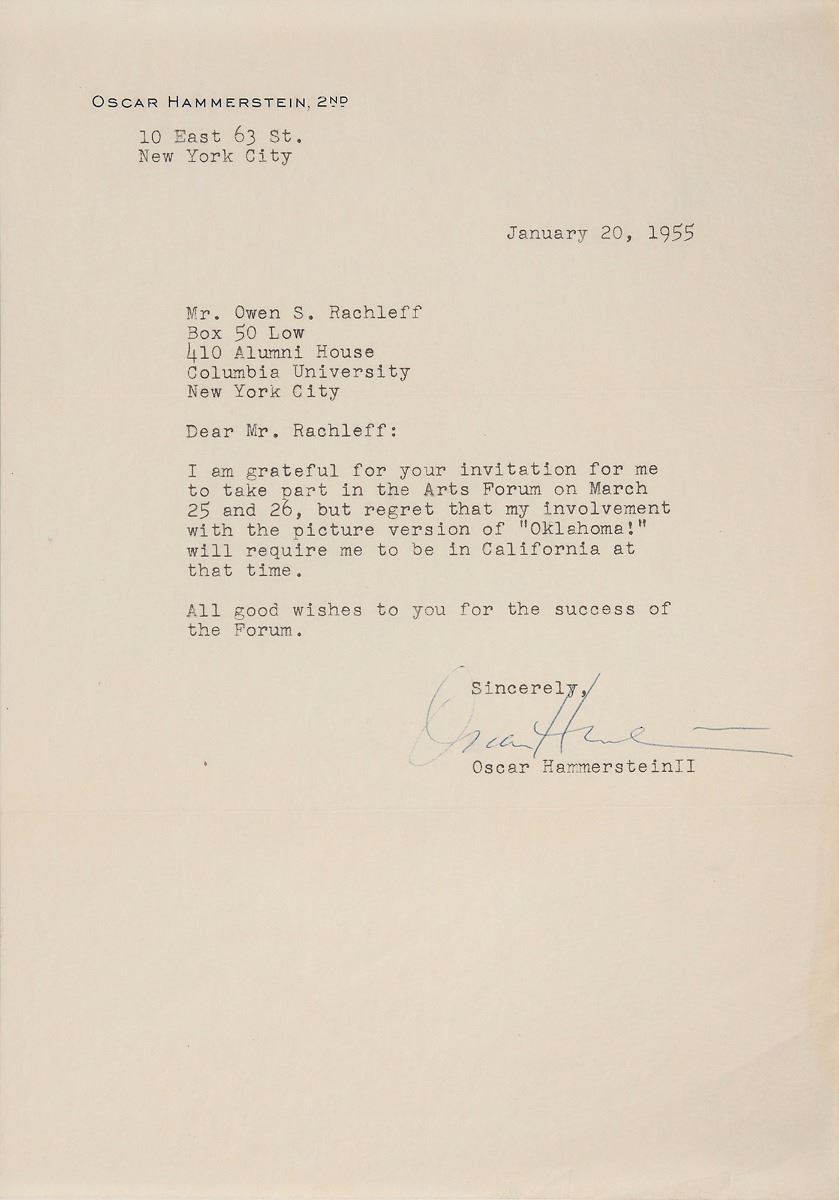 OSCAR HAMMERSTEIN, 2ND
10 East 63 St.
New York City
January 20, 1955
Mr. Owen S. Rachleff
Box 50 Low
410 Alumni House
Columbia University
New York City
Dear Mr. Rachleff:
I am grateful for your invitation for me
to take part in the Arts Forum on March
25 and 26, but regret that my involvement
with the picture version of "Oklahoma!"
will require me to be in California at
that time.
All good wishes to you for the success of
the Forum.
Sincerely,
Oscar Hammerstein
Oscar HammersteinII